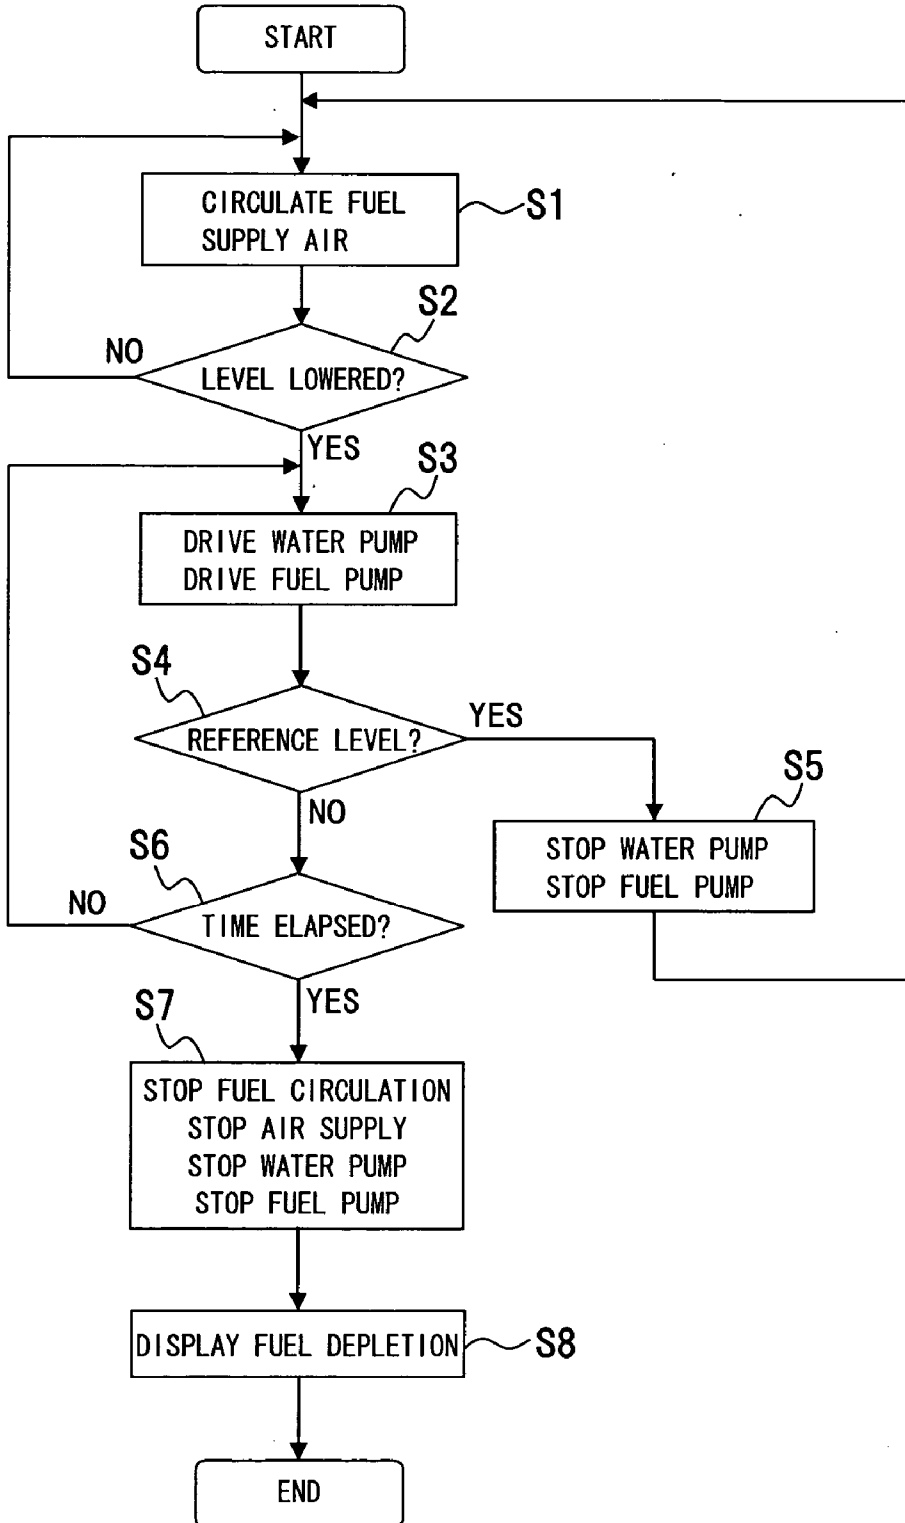 START
CIRCULATE FUEL
SUPPLY AIR
S1
S2
NO
LEVEL LOWERED?
YES
S3
DRIVE WATER PUMP
DRIVE FUEL PUMP
S4
REFERENCE LEVEL?
YES
NO
S5
STOP WATER PUMP
STOP FUEL PUMP
S6
NO
TIME ELAPSED?
YES
S7
STOP FUEL CIRCULATION
STOP AIR SUPPLY
STOP WATER PUMP
STOP FUEL PUMP
DISPLAY FUEL DEPLETION
S8
END